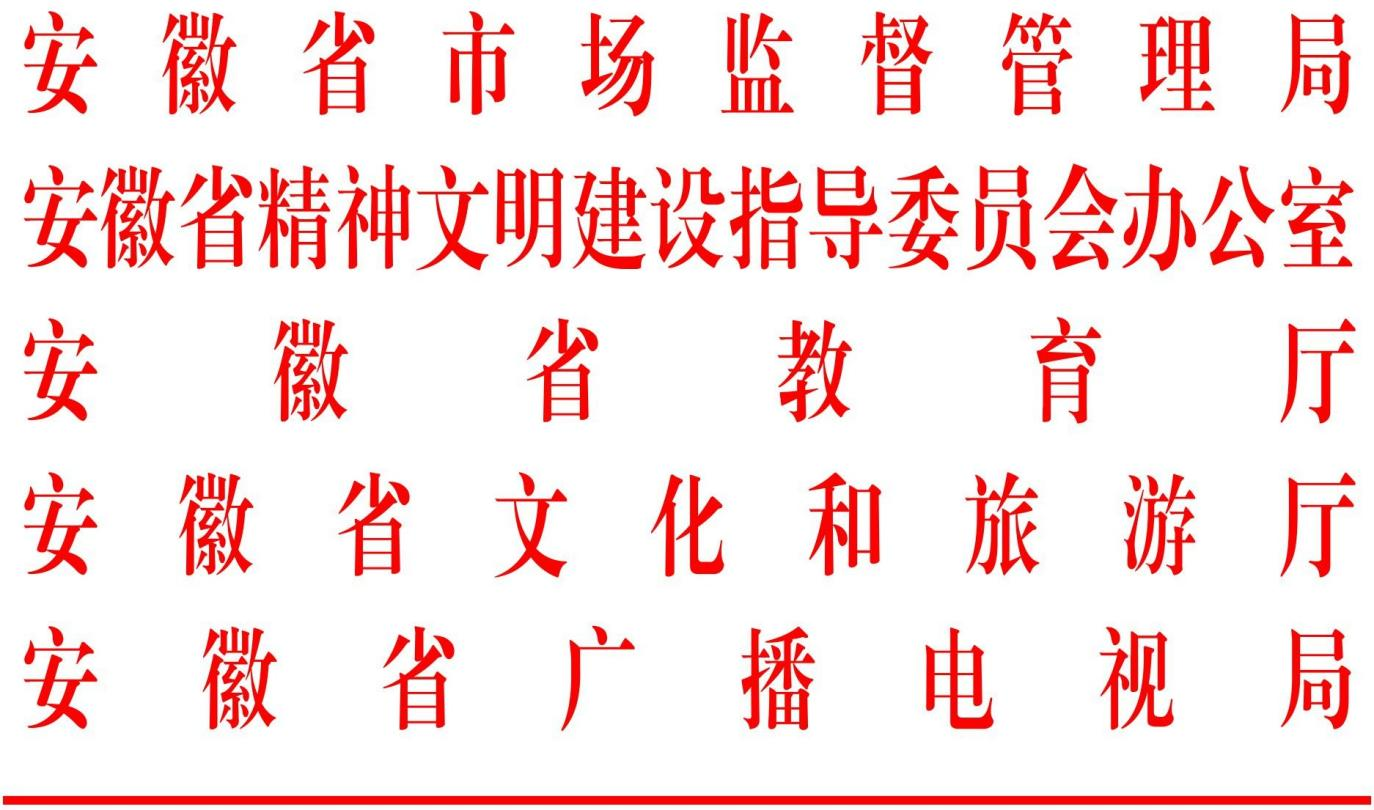 安徽省市场监督管理局
安徽省精神文明建设指导委员会办公室
安徽省教育厅
安徽省文化和旅游厅
安徽省广播电视局